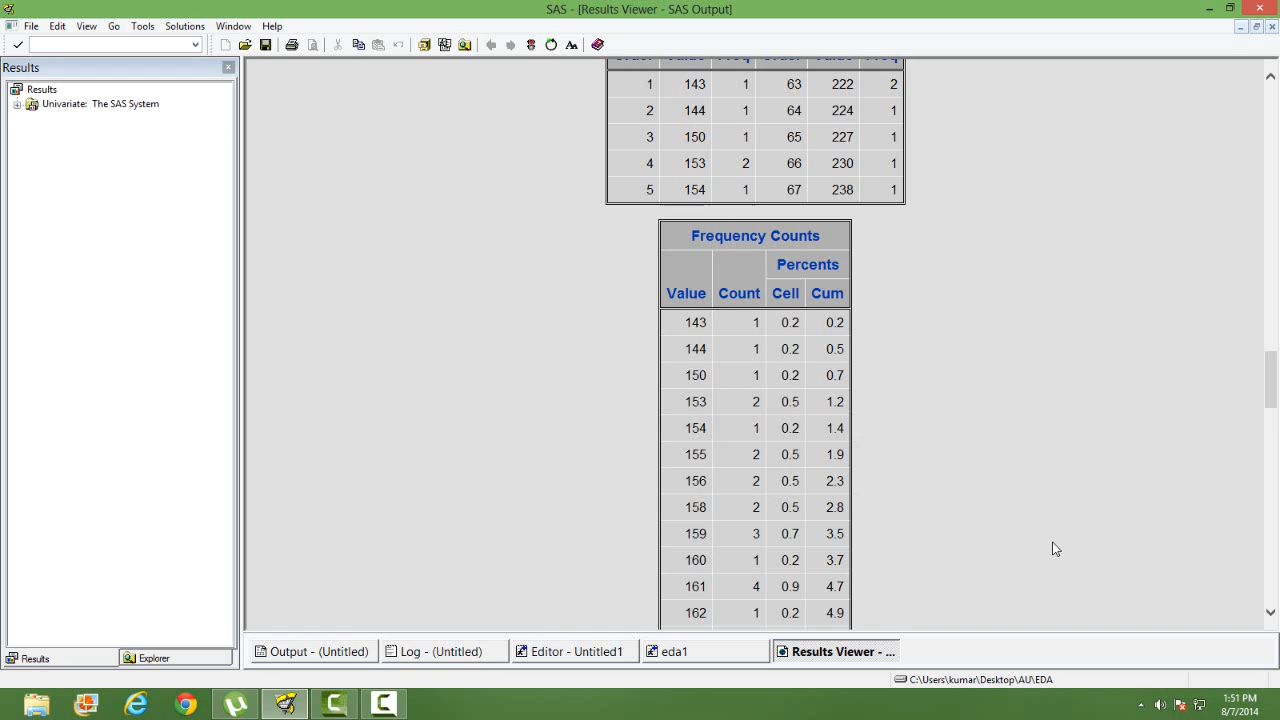 SAS - [Results Viewer - SAS Output]
File Edit View Go Tools Solutions Window Help
Results
Results
Univariate: The SAS System
1 143 1 63 222 2
2 144 1 64 224 1
3 150 1 65 227 1
4 153 2 66 230 1
5 154 1 67 238 1
Frequency Counts
Percents
Value Count Cell Cum
143 1 0.2 0.2
144 1 0.2 0.5
150 1 0.2 0.7
153 2 0.5 1.2
154 1 0.2 1.4
155 2 0.5 1.9
156 2 0.5 2.3
158 2 0.5 2.8
159 3 0.7 3.5
160 1 0.2 3.7
161 4 0.9 4.7
162 1 0.2 4.9
Results Explorer
Output - (Untitled) Log - (Untitled) Editor - Untitled1 eda1 Results Viewer - ...
C:\Users\kumar\Desktop\AU\EDA
1:51 PM
8/7/2014